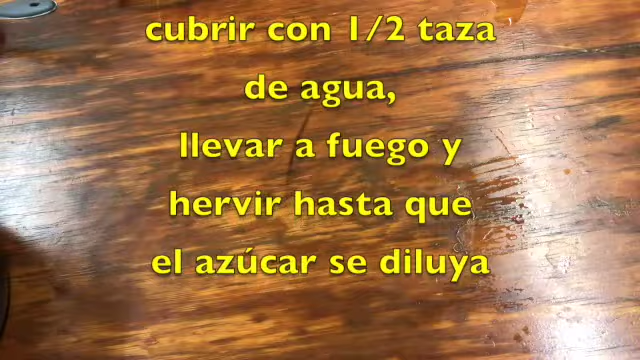 cubrir con 1/2 taza
de agua,
llevar a fuego y
hervir hasta que
el azúcar se diluya